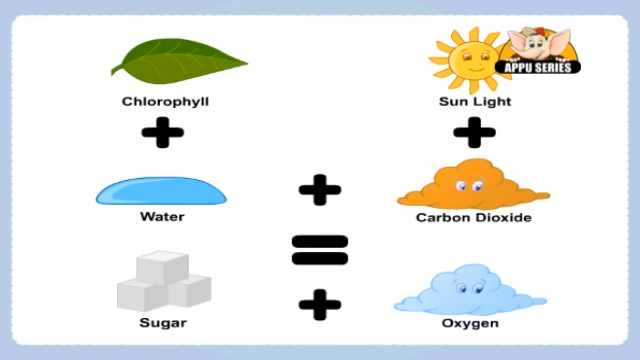 APPU SERIES
Chlorophyll
Sun Light
+
+
Water
+
Carbon Dioxide
=
Sugar
+
Oxygen